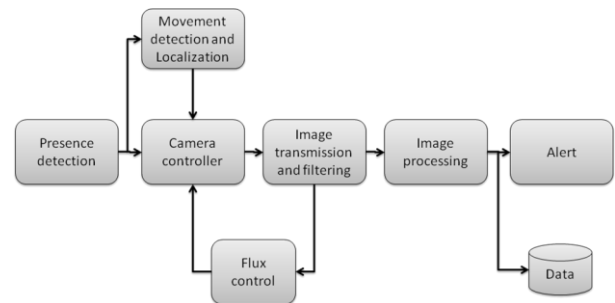 Movement
detection and
Localization
Presence
detection
Camera
controller
Image
transmission
and filtering
Image
processing
Alert
Flux
control
Data